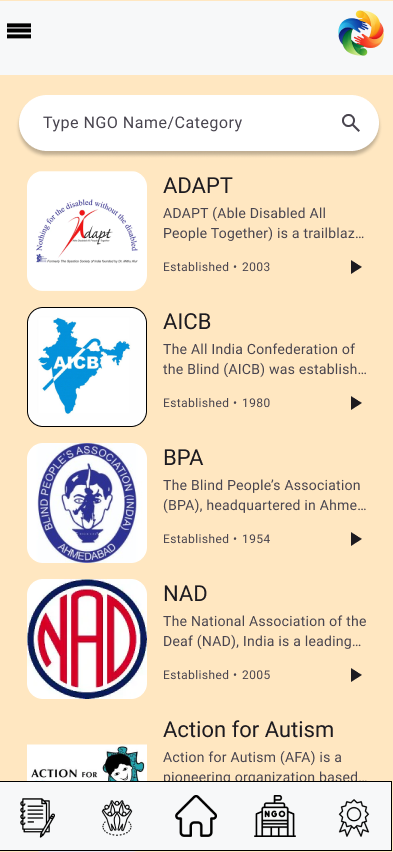 Type NGO Name/Category
Nothing for the disabled without the disabled
Adapt
ADAPT
ADAPT (Able Disabled All
People Together) is a trailblaz...
Established • 2003
AICB
AICB
The All India Confederation of
the Blind (AICB) was establish...
Established • 1980
BLIND PEOPLE'S ASSOCIATION (INDIA)
AHMEDABAD
BPA
The Blind People's Association
(BPA), headquartered in Ahme...
Established • 1954
NAD
NAD
The National Association of the
Deaf (NAD), India is a leading...
Established • 2005
ACTION FOR
Action for Autism
Action for Autism (AFA) is a
pioneering organization based
NGO